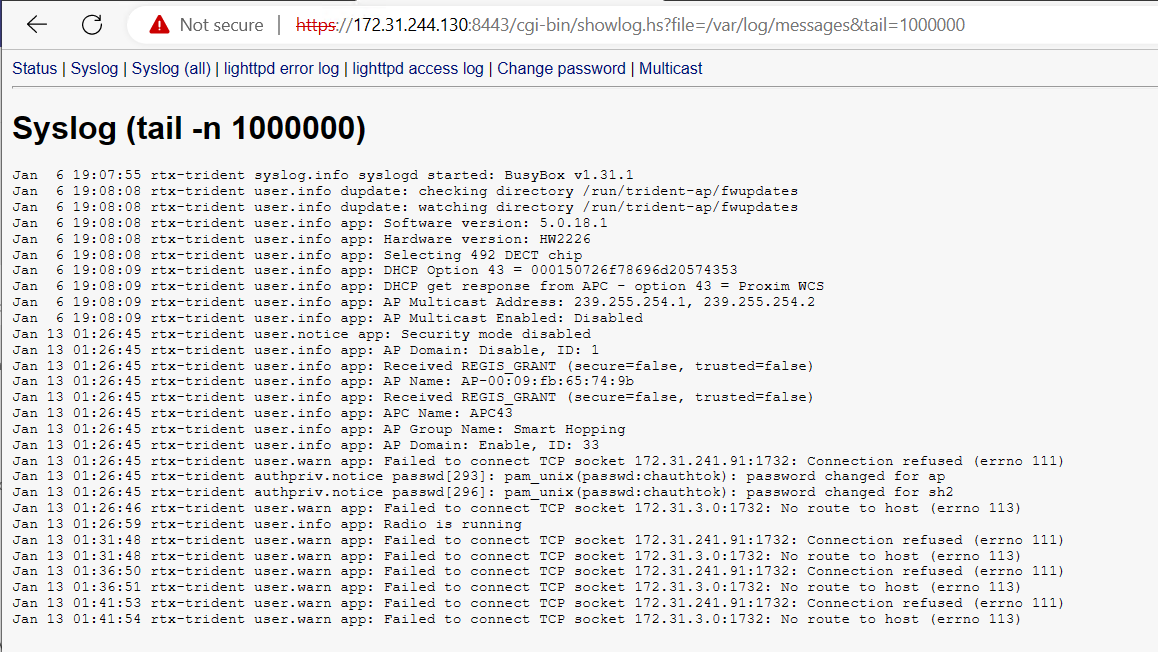 Not secure | https://172.31.244.130:8443/cgi-bin/showlog.hs?file=/var/log/messages&tail=1000000
Status | Syslog | Syslog (all) | lighttpd error log | lighttpd access log | Change password | Multicast
Syslog (tail -n 1000000)
Jan  6 19:07:55 rtx-trident syslog.info syslogd started: BusyBox v1.31.1
Jan  6 19:08:08 rtx-trident user.info dupdate: checking directory /run/trident-ap/fwupdates
Jan  6 19:08:08 rtx-trident user.info dupdate: watching directory /run/trident-ap/fwupdates
Jan  6 19:08:08 rtx-trident user.info app: Software version: 5.0.18.1
Jan  6 19:08:08 rtx-trident user.info app: Hardware version: HW2226
Jan  6 19:08:08 rtx-trident user.info app: Selecting 492 DECT chip
Jan  6 19:08:09 rtx-trident user.info app: DHCP Option 43 = 000150726f78696d20574353
Jan  6 19:08:09 rtx-trident user.info app: DHCP get response from APC - option 43 = Proxim WCS
Jan  6 19:08:09 rtx-trident user.info app: AP Multicast Address: 239.255.254.1, 239.255.254.2
Jan  6 19:08:09 rtx-trident user.info app: AP Multicast Enabled: Disabled
Jan 13 01:26:45 rtx-trident user.notice app: Security mode disabled
Jan 13 01:26:45 rtx-trident user.info app: AP Domain: Disable, ID: 1
Jan 13 01:26:45 rtx-trident user.info app: Received REGIS_GRANT (secure=false, trusted=false)
Jan 13 01:26:45 rtx-trident user.info app: AP Name: AP-00:09:fb:65:74:9b
Jan 13 01:26:45 rtx-trident user.info app: Received REGIS_GRANT (secure=false, trusted=false)
Jan 13 01:26:45 rtx-trident user.info app: APC Name: APC43
Jan 13 01:26:45 rtx-trident user.info app: AP Group Name: Smart Hopping
Jan 13 01:26:45 rtx-trident user.info app: AP Domain: Enable, ID: 33
Jan 13 01:26:45 rtx-trident user.warn app: Failed to connect TCP socket 172.31.241.91:1732: Connection refused (errno 111)
Jan 13 01:26:45 rtx-trident authpriv.notice passwd[293]: pam_unix(passwd:chauthtok): password changed for ap
Jan 13 01:26:45 rtx-trident authpriv.notice passwd[296]: pam_unix(passwd:chauthtok): password changed for sh2
Jan 13 01:26:46 rtx-trident user.warn app: Failed to connect TCP socket 172.31.3.0:1732: No route to host (errno 113)
Jan 13 01:26:59 rtx-trident user.info app: Radio is running
Jan 13 01:31:48 rtx-trident user.warn app: Failed to connect TCP socket 172.31.241.91:1732: Connection refused (errno 111)
Jan 13 01:31:48 rtx-trident user.warn app: Failed to connect TCP socket 172.31.3.0:1732: No route to host (errno 113)
Jan 13 01:36:50 rtx-trident user.warn app: Failed to connect TCP socket 172.31.241.91:1732: Connection refused (errno 111)
Jan 13 01:36:51 rtx-trident user.warn app: Failed to connect TCP socket 172.31.3.0:1732: No route to host (errno 113)
Jan 13 01:41:53 rtx-trident user.warn app: Failed to connect TCP socket 172.31.241.91:1732: Connection refused (errno 111)
Jan 13 01:41:54 rtx-trident user.warn app: Failed to connect TCP socket 172.31.3.0:1732: No route to host (errno 113)